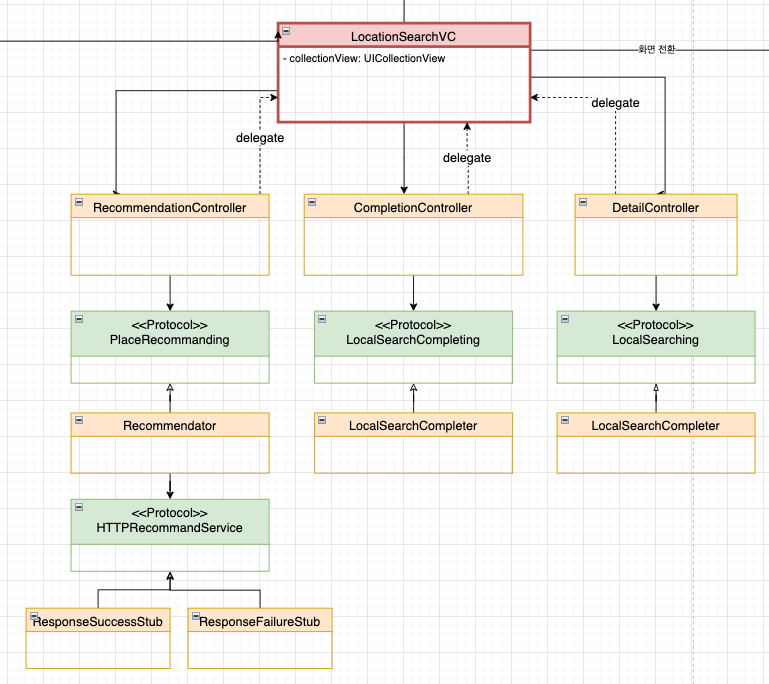 LocationSearchVC
- collectionView: UICollectionView
화면 전환
delegate
delegate
delegate
RecommendationController
CompletionController
DetailController
<<Protocol>>
PlaceRecommanding
<<Protocol>>
LocalSearchCompleting
<<Protocol>>
LocalSearching
Recommendator
LocalSearchCompleter
LocalSearchCompleter
<<Protocol>>
HTTPRecommandService
ResponseSuccessStub
ResponseFailureStub